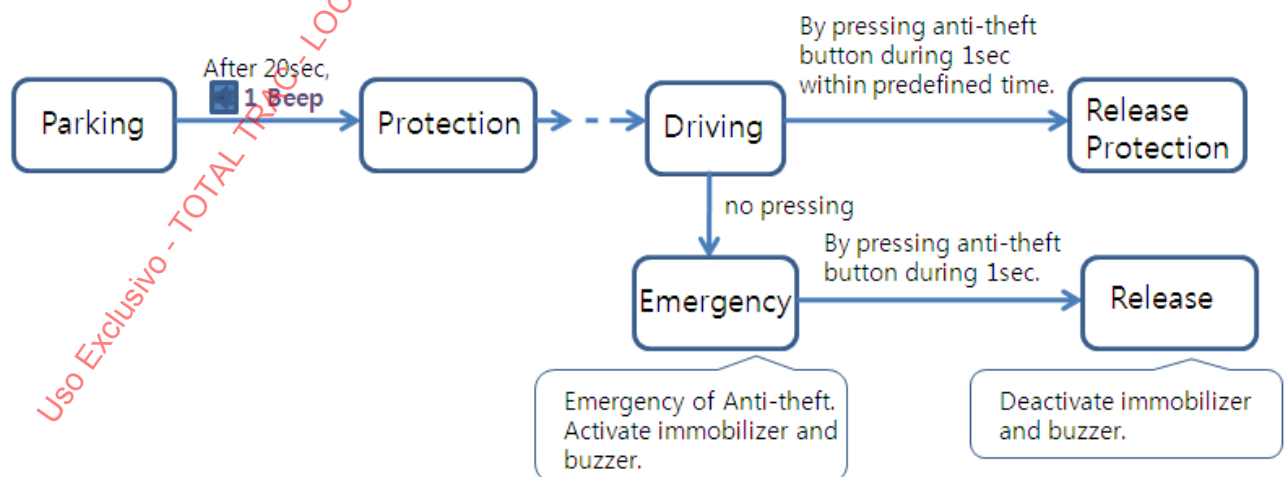 After 20sec,
1 Beep
By pressing anti-theft
button during 1sec
within predefined time.
Parking
Protection
Driving
Release
Protection
no pressing
By pressing anti-theft
button during 1sec.
Emergency
Release
Emergency of Anti-theft.
Activate immobilizer and
buzzer.
Deactivate immobilizer
and buzzer.
Uso Exclusivo - TOTAL TRAC - LOC